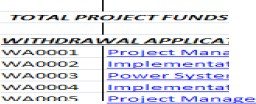 TOTAL PROJECT FUNDS
WITHDRAWAL APPLICAT
WA0001 Project Mana
WA0002 Implementat
WA0003 Power Syster
WA0004 Implementat
WA0005 Project Manage